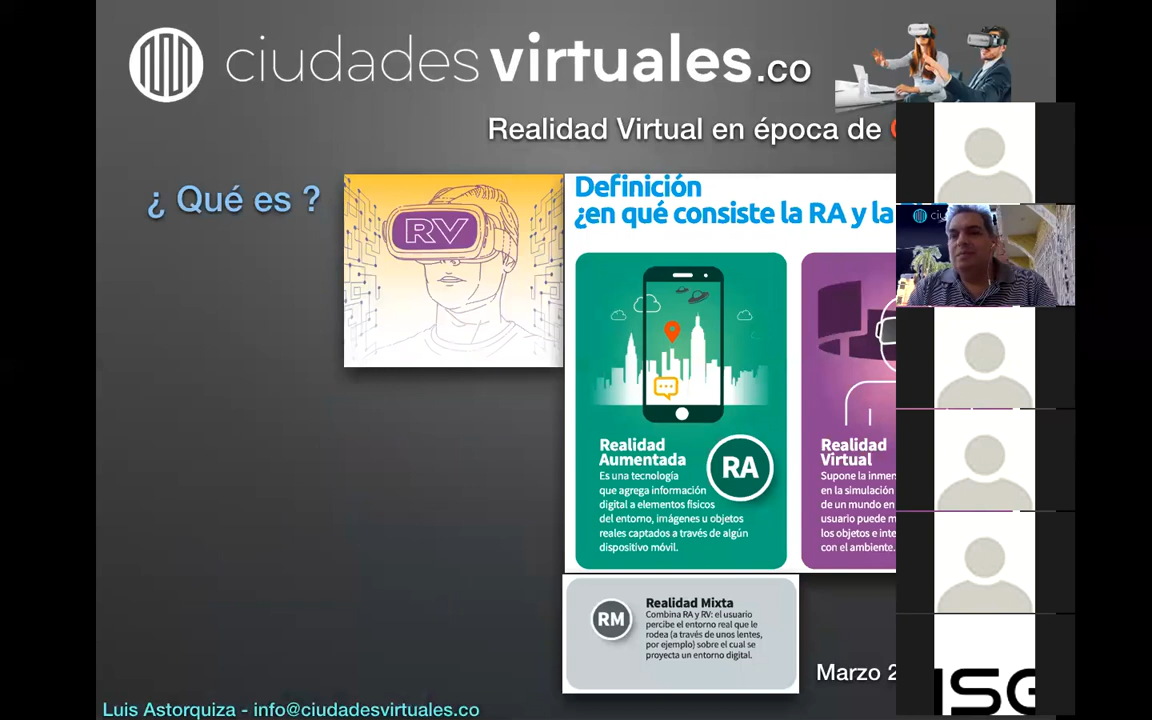 ciudadesvirtuales.co
Realidad Virtual en época de
¿ Qué es ?
RV
Definición
¿en qué consiste la RA y la
Realidad
Aumentada
RA
Es una tecnología
que agrega información
digital a elementos físicos
del entorno, imágenes u objetos
reales captados a través de algún
dispositivo móvil.
Realidad
Virtual
Supone la
en la simulación
de un mundo en
usuario puede
los objetos e
con el ambiente.
RM
Realidad Mixta
Combina RA y RV: el usuario
percibe el entorno real que le
rodea (a través de unos lentes,
por ejemplo) sobre el cual se
proyecta un entorno digital.
Marzo
Luis Astorquiza - info@ciudadesvirtuales.co